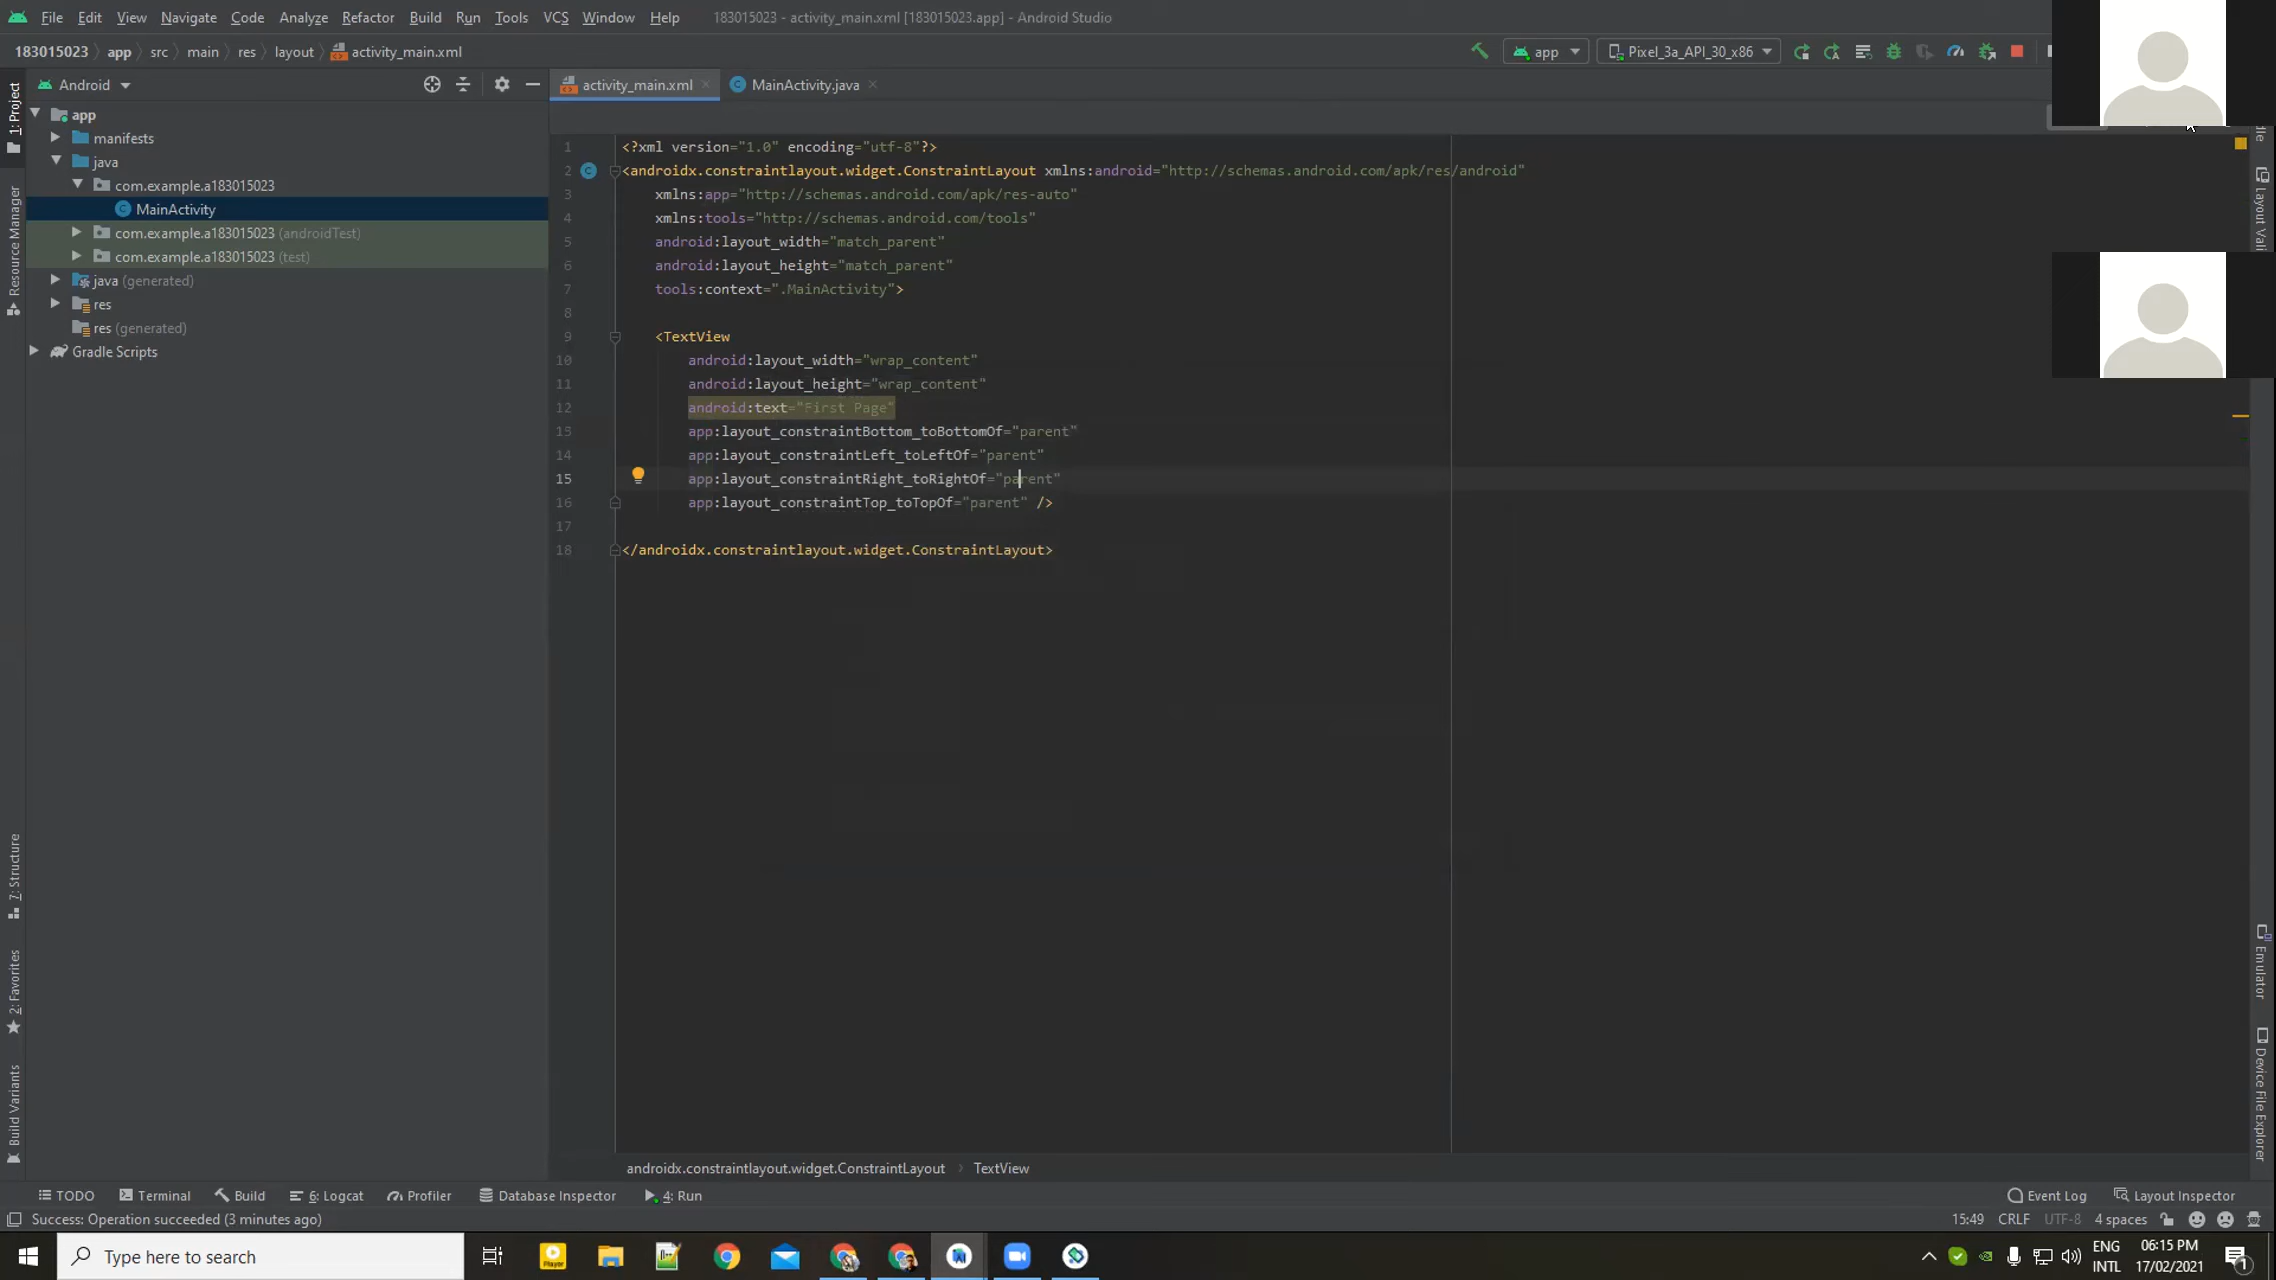 File Edit View Navigate Code Analyze Refactor Build Run Tools VCS Window Help 183015023 - activity_main.xml [183015023.app] - Android Studio
183015023 app src main res layout activity_main.xml app Pixel_3a_API_30_x86
Android activity_main.xml MainActivity.java
1: Project
Resource Manager
7: Structure
2: Favorites
Build Variants
app
manifests
java
com.example.a183015023
MainActivity
com.example.a183015023 (androidTest)
com.example.a183015023 (test)
java (generated)
res
res (generated)
Gradle Scripts
1 <?xml version="1.0" encoding="utf-8"?>
2 <androidx.constraintlayout.widget.ConstraintLayout xmlns:android="http://schemas.android.com/apk/res/android"
3 xmlns:app="http://schemas.android.com/apk/res-auto"
4 xmlns:tools="http://schemas.android.com/tools"
5 android:layout_width="match_parent"
6 android:layout_height="match_parent"
7 tools:context=".MainActivity">
8
9 <TextView
10 android:layout_width="wrap_content"
11 android:layout_height="wrap_content"
12 android:text="First Page"
13 app:layout_constraintBottom_toBottomOf="parent"
14 app:layout_constraintLeft_toLeftOf="parent"
15 app:layout_constraintRight_toRightOf="parent"
16 app:layout_constraintTop_toTopOf="parent" />
17
18 </androidx.constraintlayout.widget.ConstraintLayout>
Emulator
Device File Explorer
androidx.constraintlayout.widget.ConstraintLayout TextView
TODO Terminal Build 6: Logcat Profiler Database Inspector 4: Run Event Log Layout Inspector
Success: Operation succeeded (3 minutes ago) 15:49 CRLF UTF-8 4 spaces
Type here to search
Player
ENG
INTL
06:15 PM
17/02/2021
1